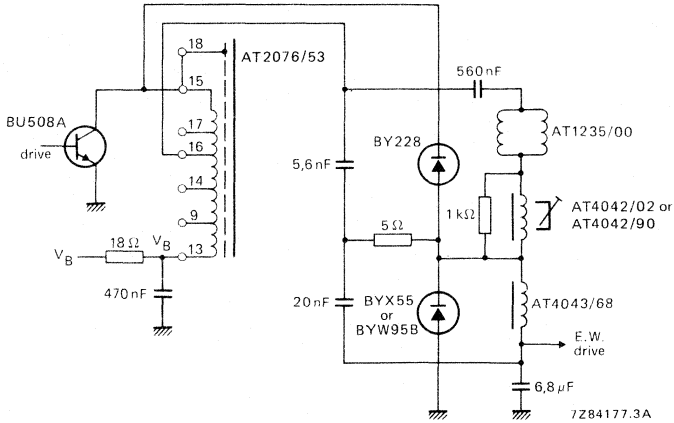 18
AT2076/53
15
560 nF
BU508A
17
AT1235/00
drive
16
BY228
5,6 nF
14
1 kΩ
AT4042/02 or
AT4042/90
9
5 Ω
18 Ω
VB
VB
13
470 nF
20 nF
BYX55
or
BYW95B
AT4043/68
E.W.
drive
6,8 µF
7Z84177.3A